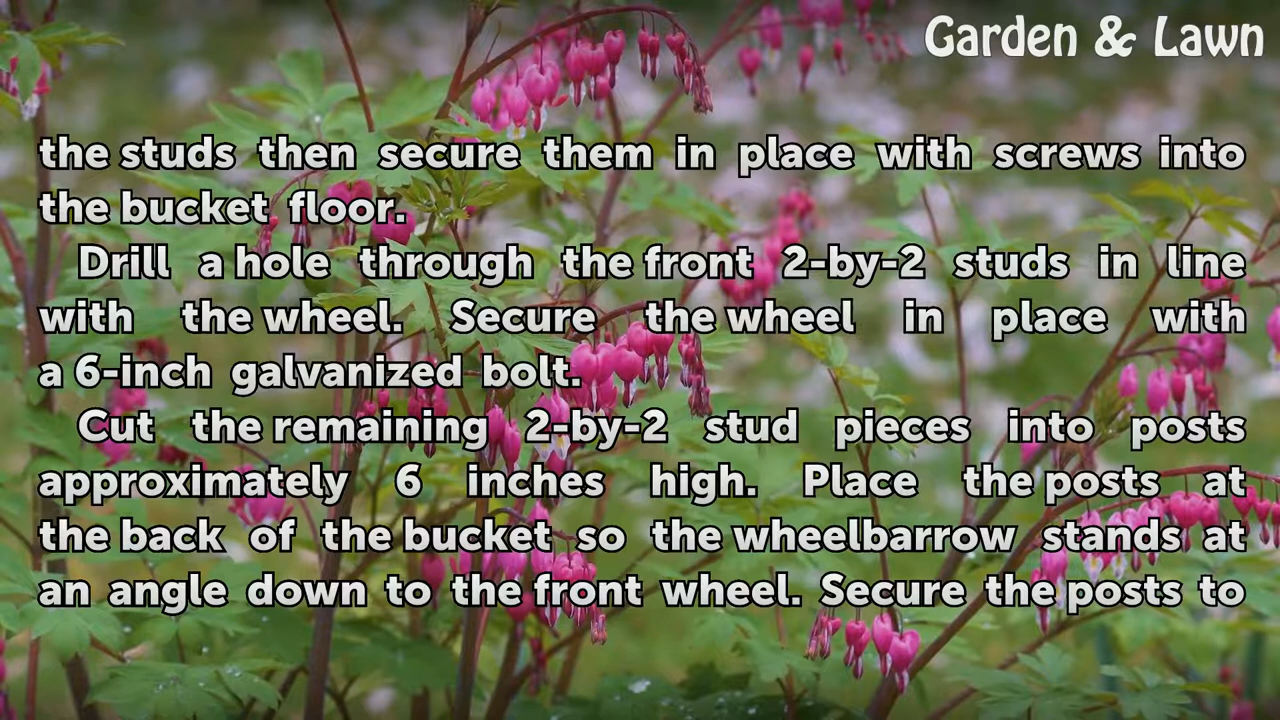 Garden & Lawn
the studs then secure them in place with screws into
the bucket floor.
Drill a hole through the front 2-by-2 studs in line
with the wheel. Secure the wheel in place with
a 6-inch galvanized bolt.
Cut the remaining 2-by-2 stud pieces into posts
approximately 6 inches high. Place the posts at
the back of the bucket so the wheelbarrow stands at
an angle down to the front wheel. Secure the posts to